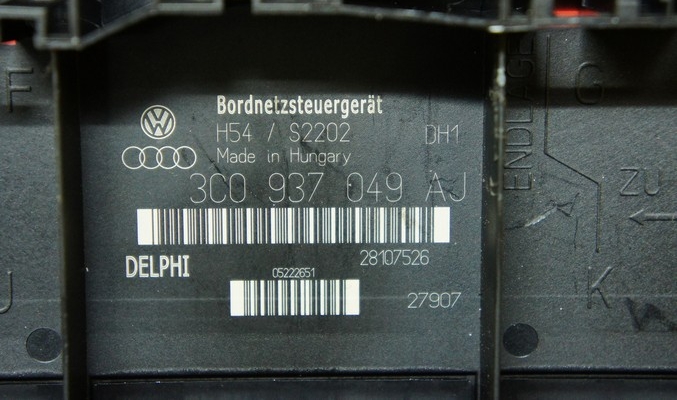 F
Bordnetzsteuergerät
H54 / S2202 DH1
Made in Hungary
3C0 937 049 AJ
DELPHI
28107526
05222651
27907
J
ENDLAGE
G
ZU
K